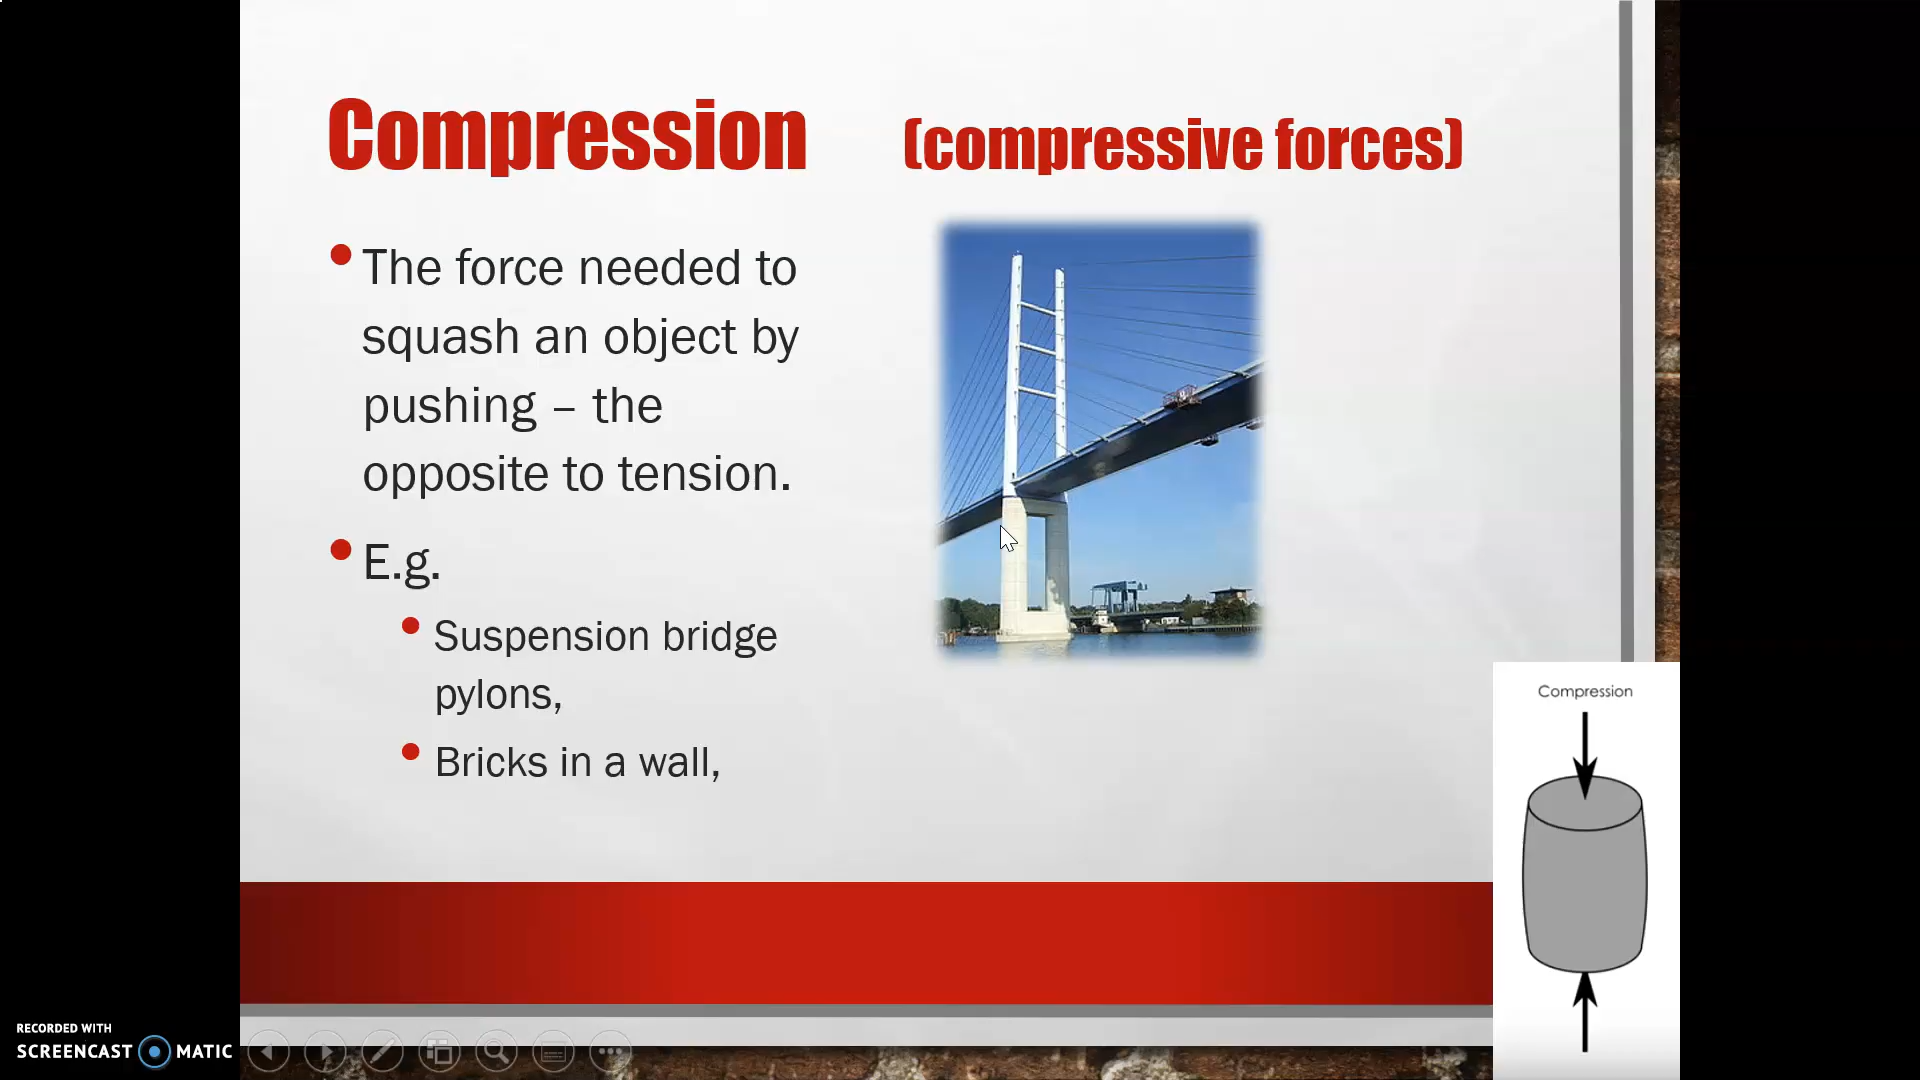 Compression (compressive forces)
The force needed to
squash an object by
pushing – the
opposite to tension.
E.g.
Suspension bridge
pylons,
Bricks in a wall,
Compression
RECORDED WITH
SCREENCAST MATIC